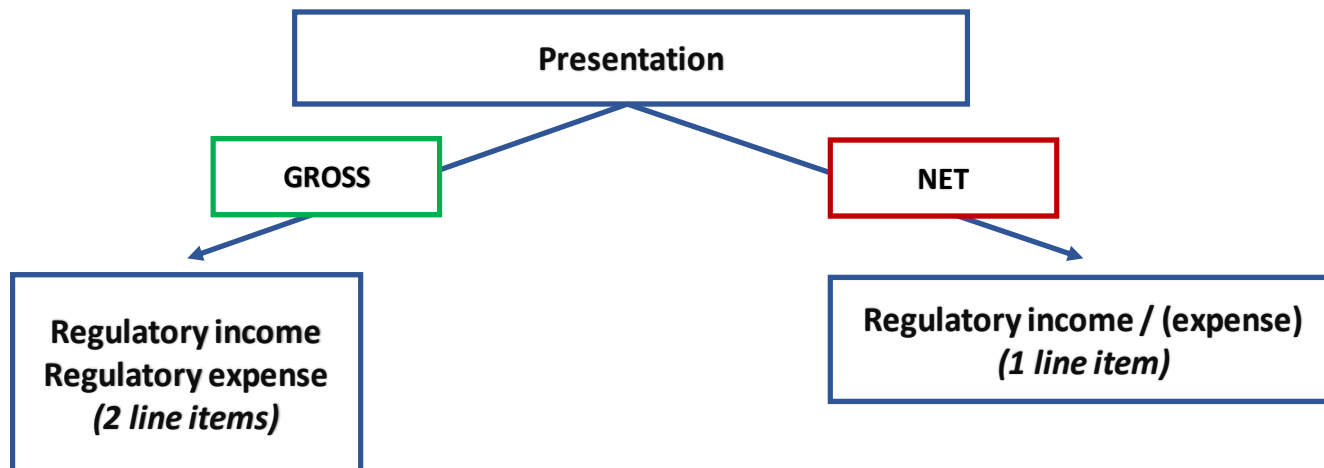 Presentation
GROSS
NET
Regulatory income
Regulatory expense
(2 line items)
Regulatory income / (expense)
(1 line item)